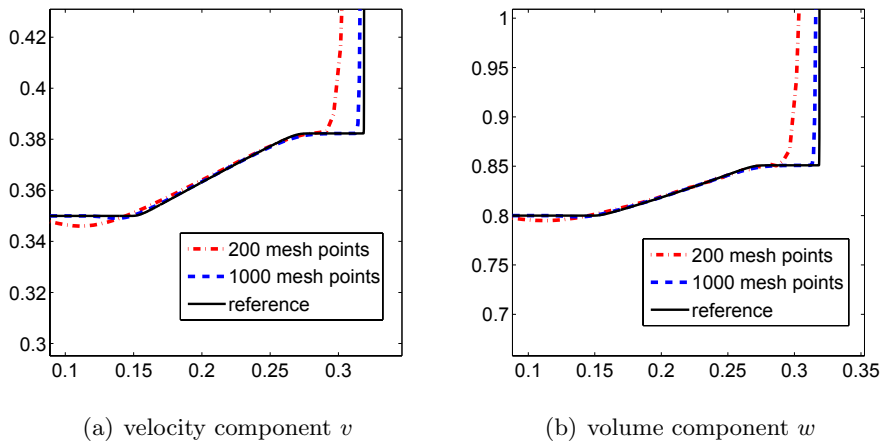 0.42
0.4
0.38
0.36
0.34
0.32
0.3
0.1 0.15 0.2 0.25 0.3
200 mesh points
1000 mesh points
reference
(a) velocity component v
1
0.95
0.9
0.85
0.8
0.75
0.7
0.1 0.15 0.2 0.25 0.3 0.35
200 mesh points
1000 mesh points
reference
(b) volume component w